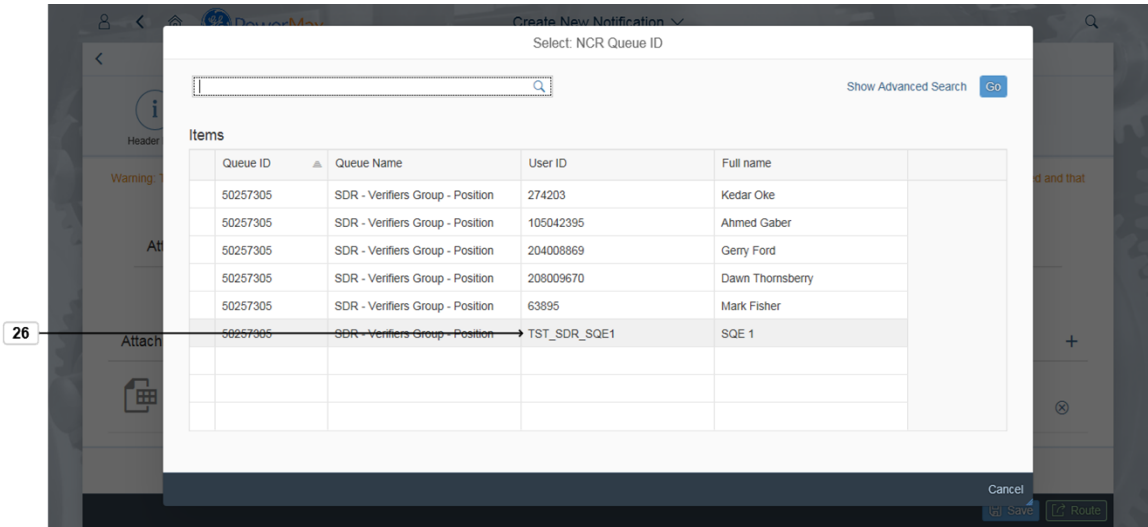 PowerMax
Create New Notification
Select: NCR Queue ID
Show Advanced Search
Go
i
Header
Items
Queue ID
Queue Name
User ID
Full name
Warning: T
ed and that
50257305 SDR - Verifiers Group - Position 274203 Kedar Oke
50257305 SDR - Verifiers Group - Position 105042395 Ahmed Gaber
Att
50257305 SDR - Verifiers Group - Position 204008869 Gerry Ford
50257305 SDR - Verifiers Group - Position 208009670 Dawn Thornsberry
50257305 SDR - Verifiers Group - Position 63895 Mark Fisher
26
50257305 SDR - Verifiers Group - Position TST_SDR_SQE1 SQE 1
Attach
Cancel
Save
Route